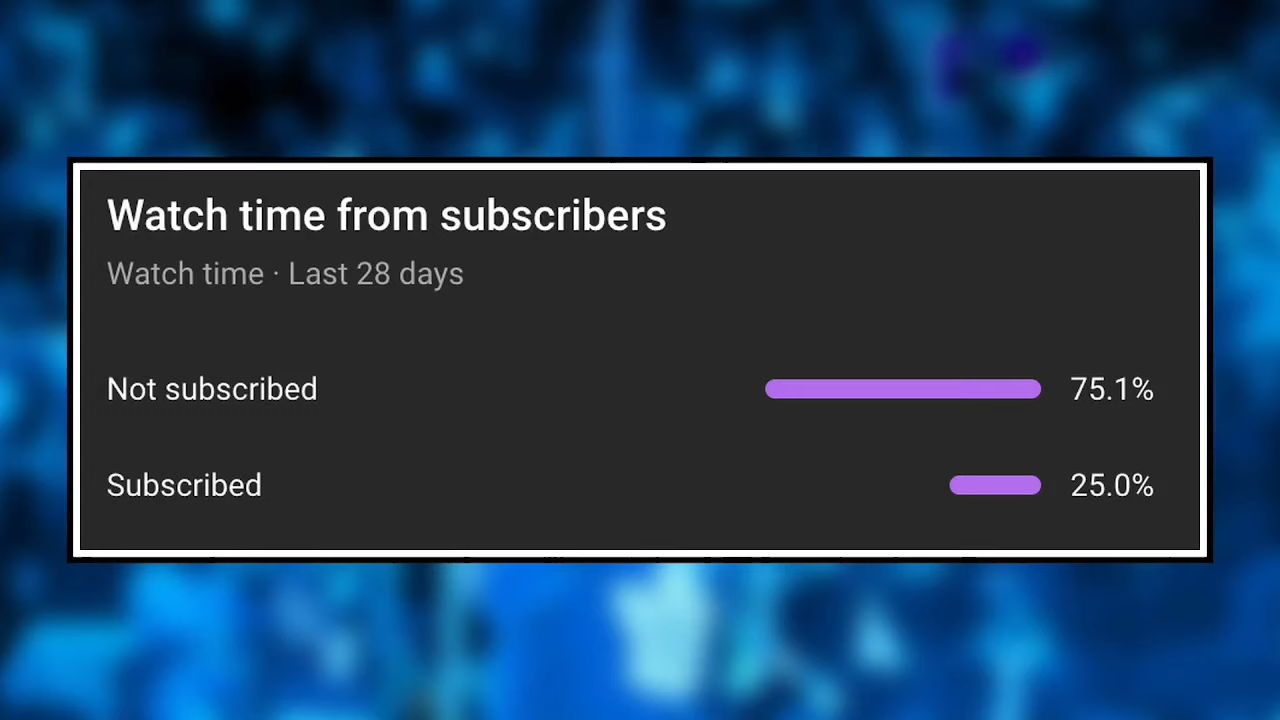 Watch time from subscribers
Watch time · Last 28 days
Not subscribed 75.1%
Subscribed 25.0%